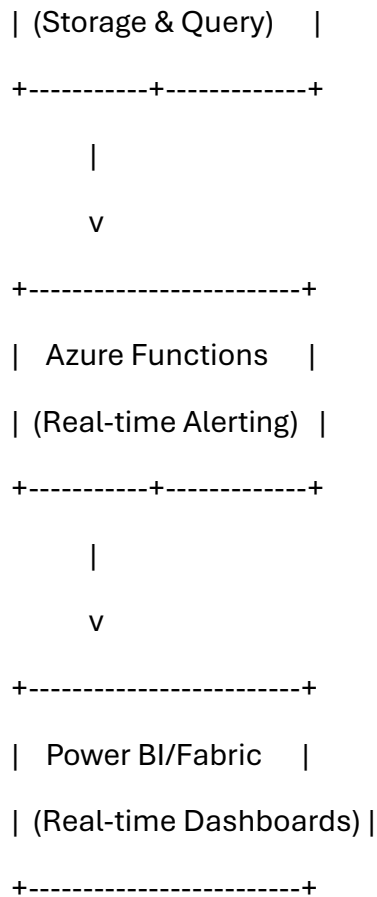 | (Storage & Query)     |
+-----------+-------------+
|
v
+-------------------------+
|   Azure Functions     |
| (Real-time Alerting)  |
+-----------+-------------+
|
v
+-------------------------+
|   Power BI/Fabric     |
| (Real-time Dashboards) |
+-------------------------+